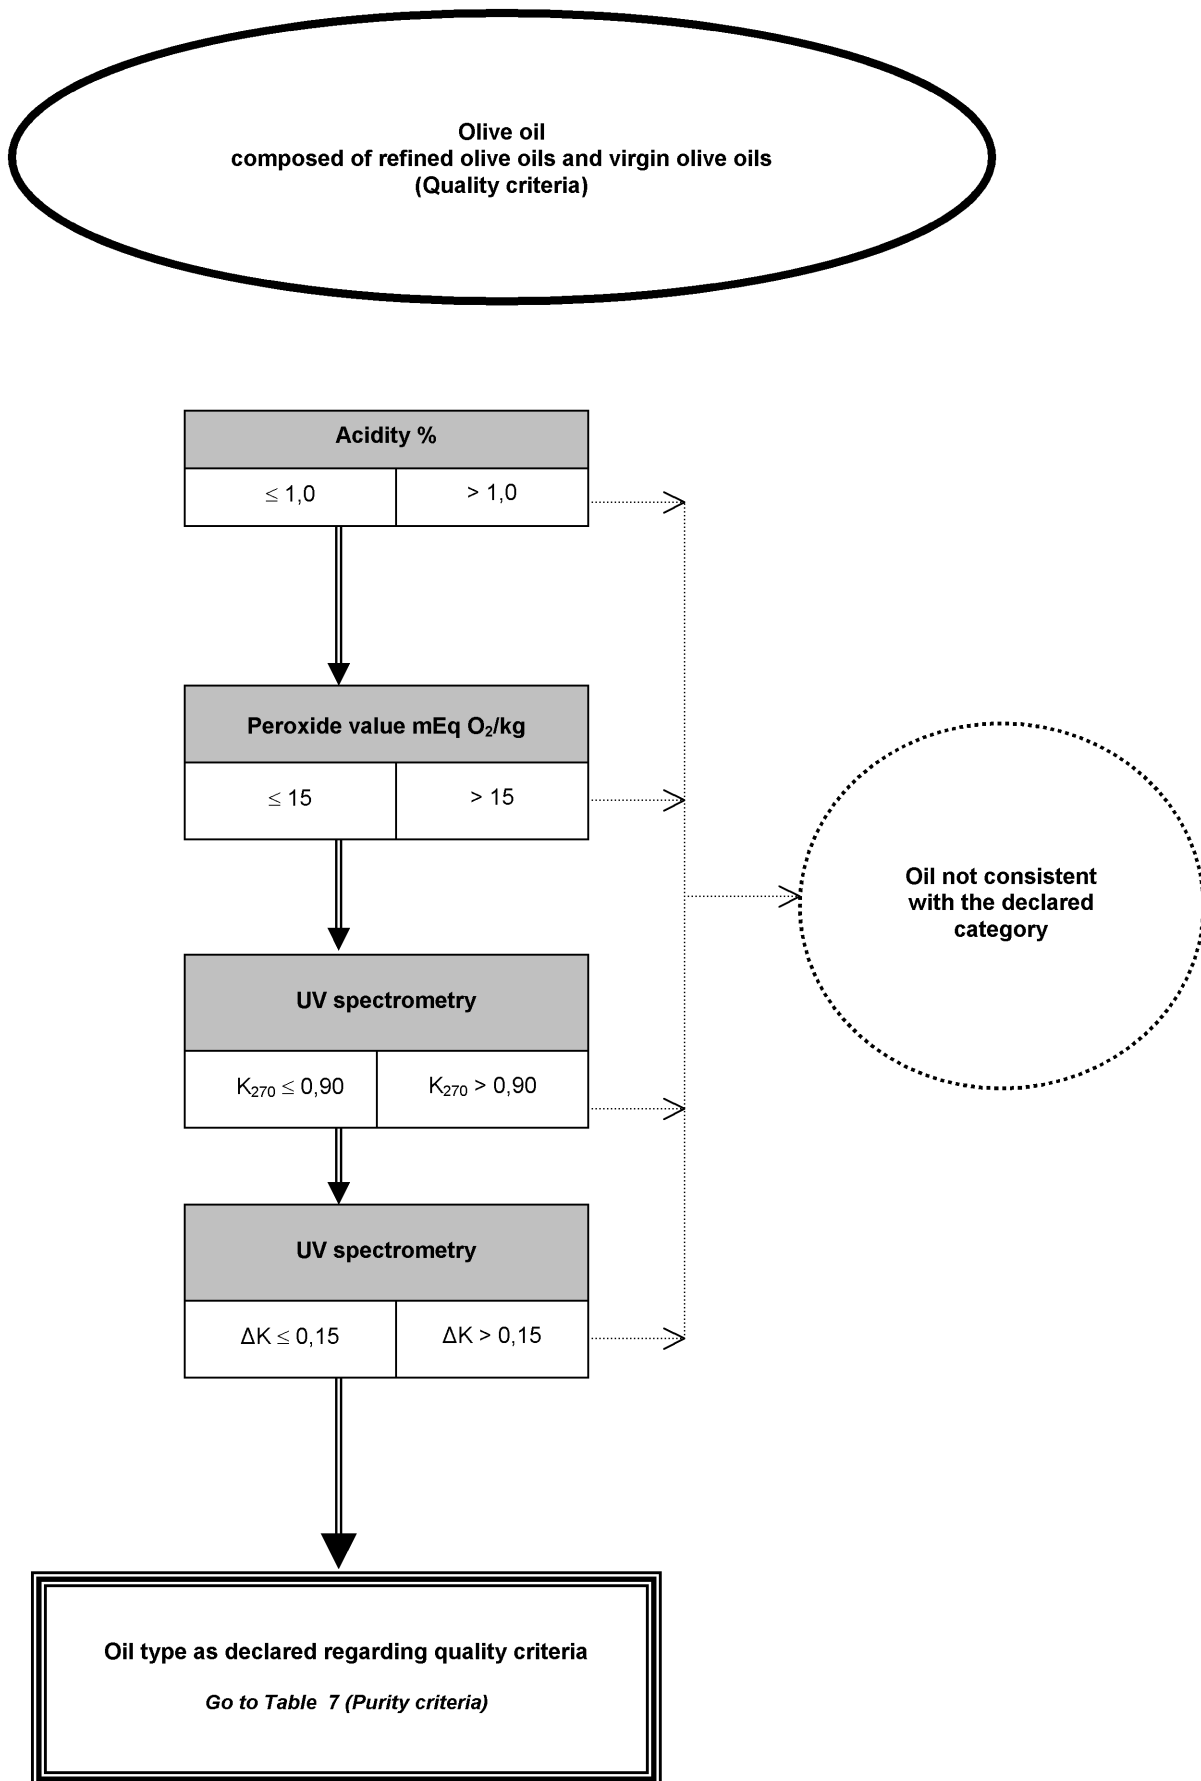 Olive oil
composed of refined olive oils and virgin olive oils
(Quality criteria)
Acidity %
≤ 1,0
> 1,0
Peroxide value mEq O₂/kg
≤ 15
> 15
Oil not consistent
with the declared
category
UV spectrometry
K₂₇₀ ≤ 0,90
K₂₇₀ > 0,90
UV spectrometry
ΔK ≤ 0,15
ΔK > 0,15
Oil type as declared regarding quality criteria
Go to Table 7 (Purity criteria)